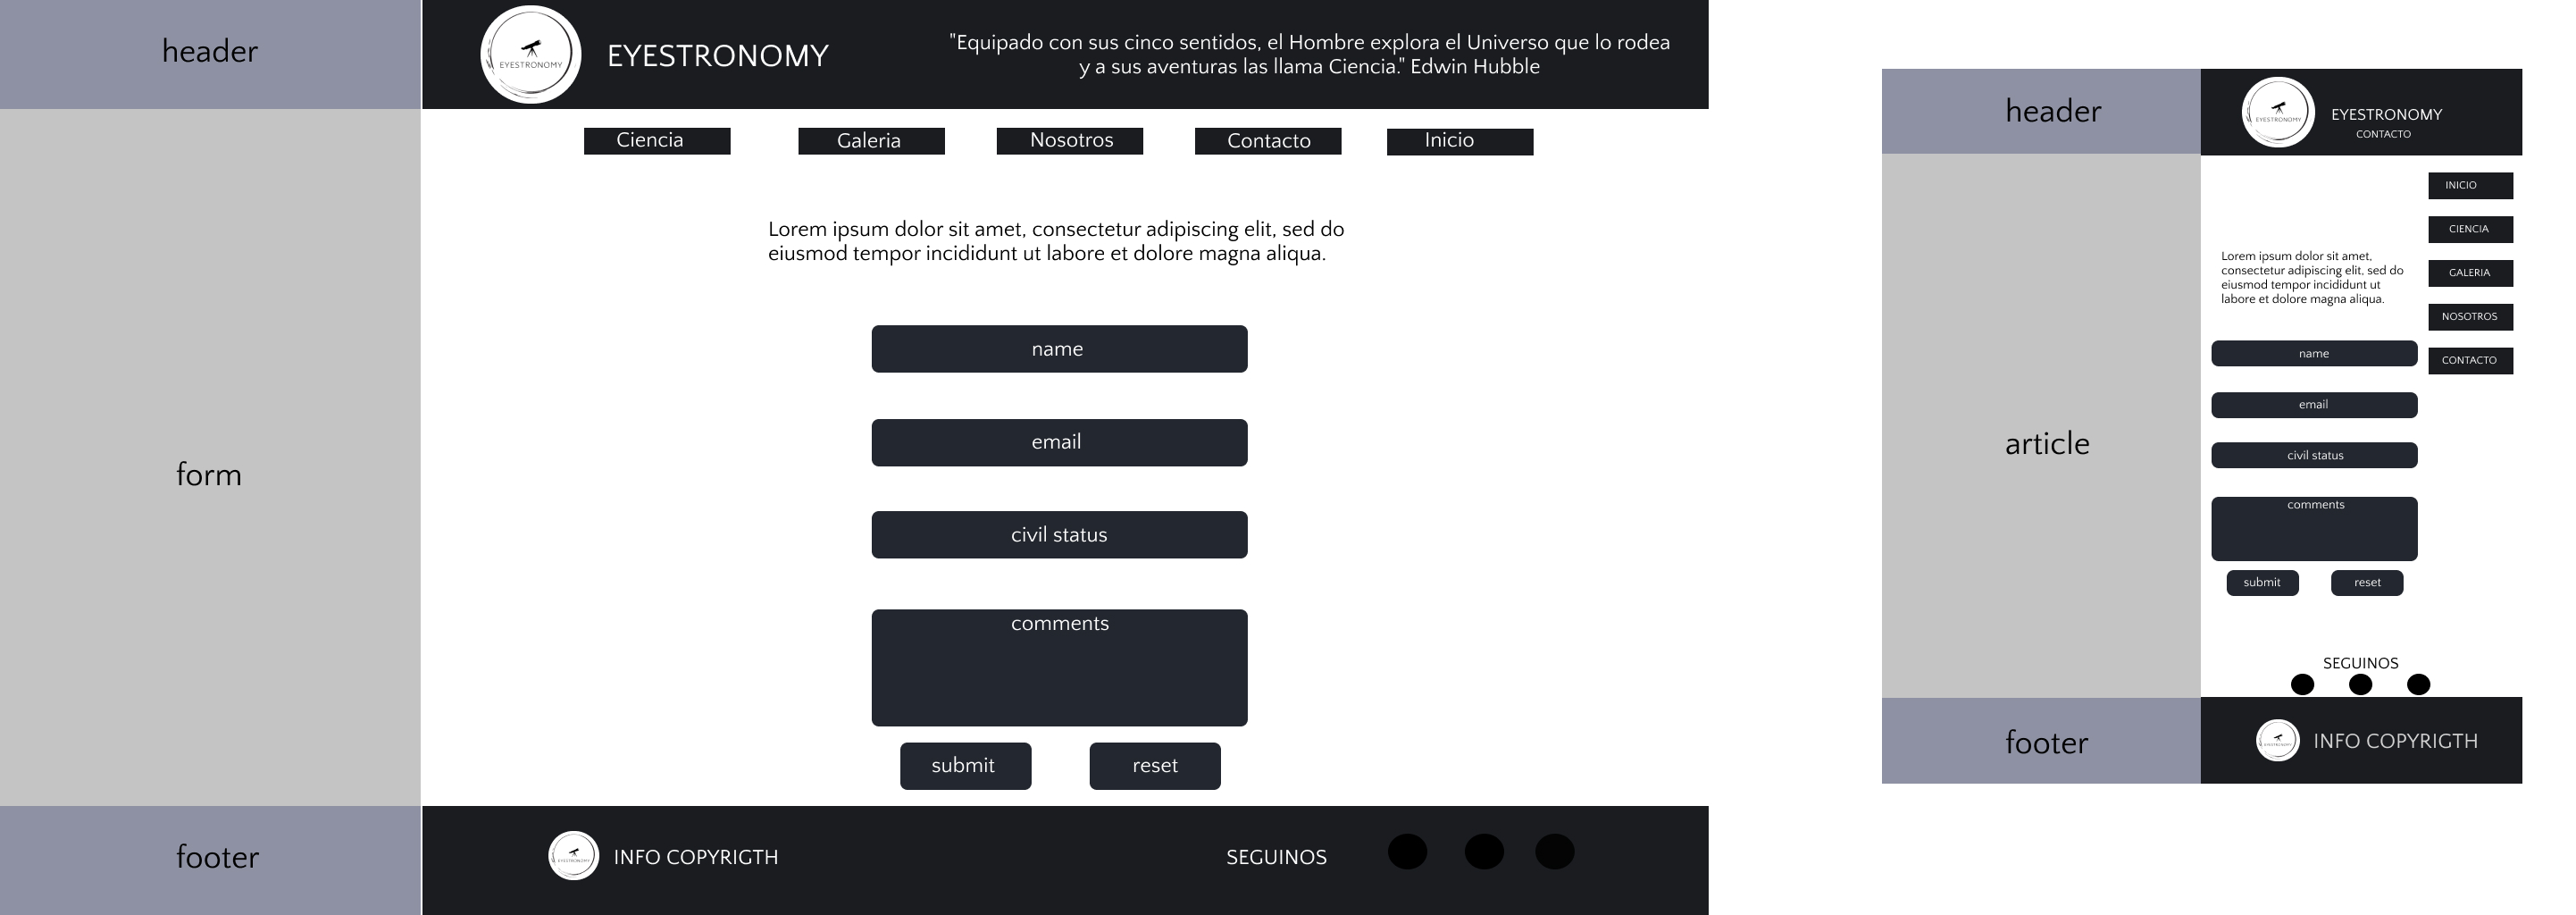 header
EYESTRONOMY
EYESTRONOMY
"Equipado con sus cinco sentidos, el Hombre explora el Universo que lo rodea
y a sus aventuras las llama Ciencia." Edwin Hubble
Ciencia
Galeria
Nosotros
Contacto
Inicio
form
Lorem ipsum dolor sit amet, consectetur adipiscing elit, sed do
eiusmod tempor incididunt ut labore et dolore magna aliqua.
name
email
civil status
comments
submit
reset
footer
EYESTRONOMY
INFO COPYRIGTH
SEGUINOS
header
EYESTRONOMY
EYESTRONOMY
CONTACTO
INICIO
CIENCIA
GALERIA
NOSOTROS
CONTACTO
article
Lorem ipsum dolor sit amet,
consectetur adipiscing elit, sed do
eiusmod tempor incididunt ut
labore et dolore magna aliqua.
name
email
civil status
comments
submit
reset
SEGUINOS
footer
EYESTRONOMY
INFO COPYRIGTH